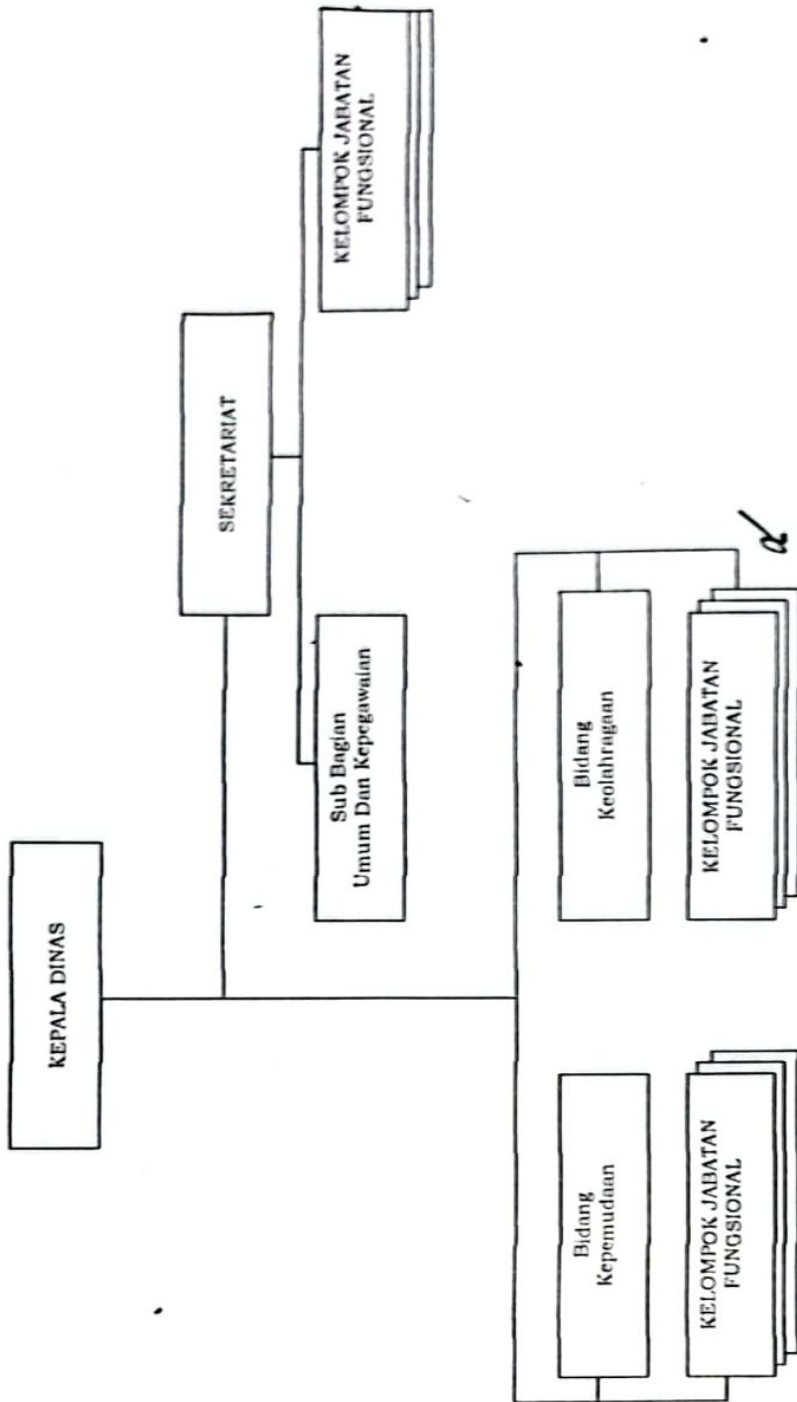 KEPALA DINAS
SEKRETARIAT
Sub Bagian
Umum Dan Kepegawaian
KELOMPOK JABATAN
FUNGSIONAL
Bidang
Kepemudaan
Bidang
Keolahragaan
KELOMPOK JABATAN
FUNGSIONAL
KELOMPOK JABATAN
FUNGSIONAL